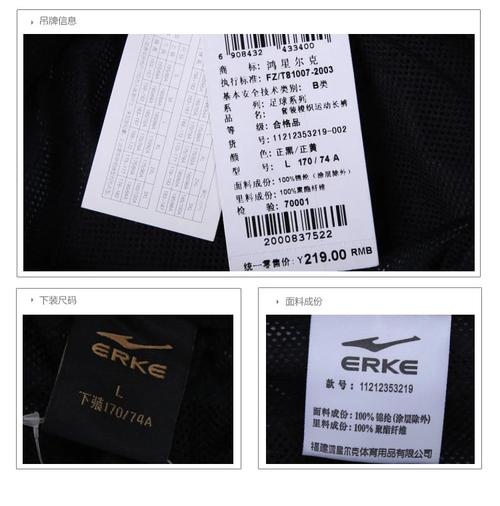 吊牌信息
6 908432 433400
商 标: 鸿星尔克
执行标准: FZ/T81007-2003
基本安全技术类别: B类
系 列: 足球系列
品 名: 套装梭织运动长裤
等 级: 合格品
货 号: 11212353219-002
颜 色: 正黑/正黄
型 号: L 170/74A
面料成份: 100%锦纶(涂层除外)
里料成份: 100%聚酯纤维
检 验: 70001
2000837522
统一零售价: ¥219.00 RMB
下装尺码
ERKE
L
下装170/74A
面料成份
ERKE
款 号: 11212353219
面料成份: 100%锦纶(涂层除外)
里料成份: 100%聚酯纤维
福建鸿星尔克体育用品有限公司